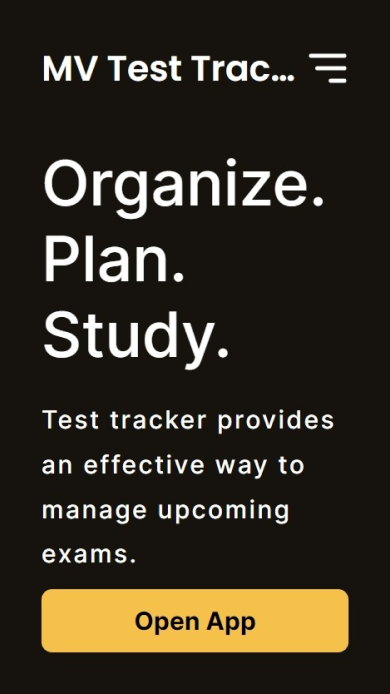 MV Test Trac...
Organize.
Plan.
Study.
Test tracker provides
an effective way to
manage upcoming
exams.
Open App